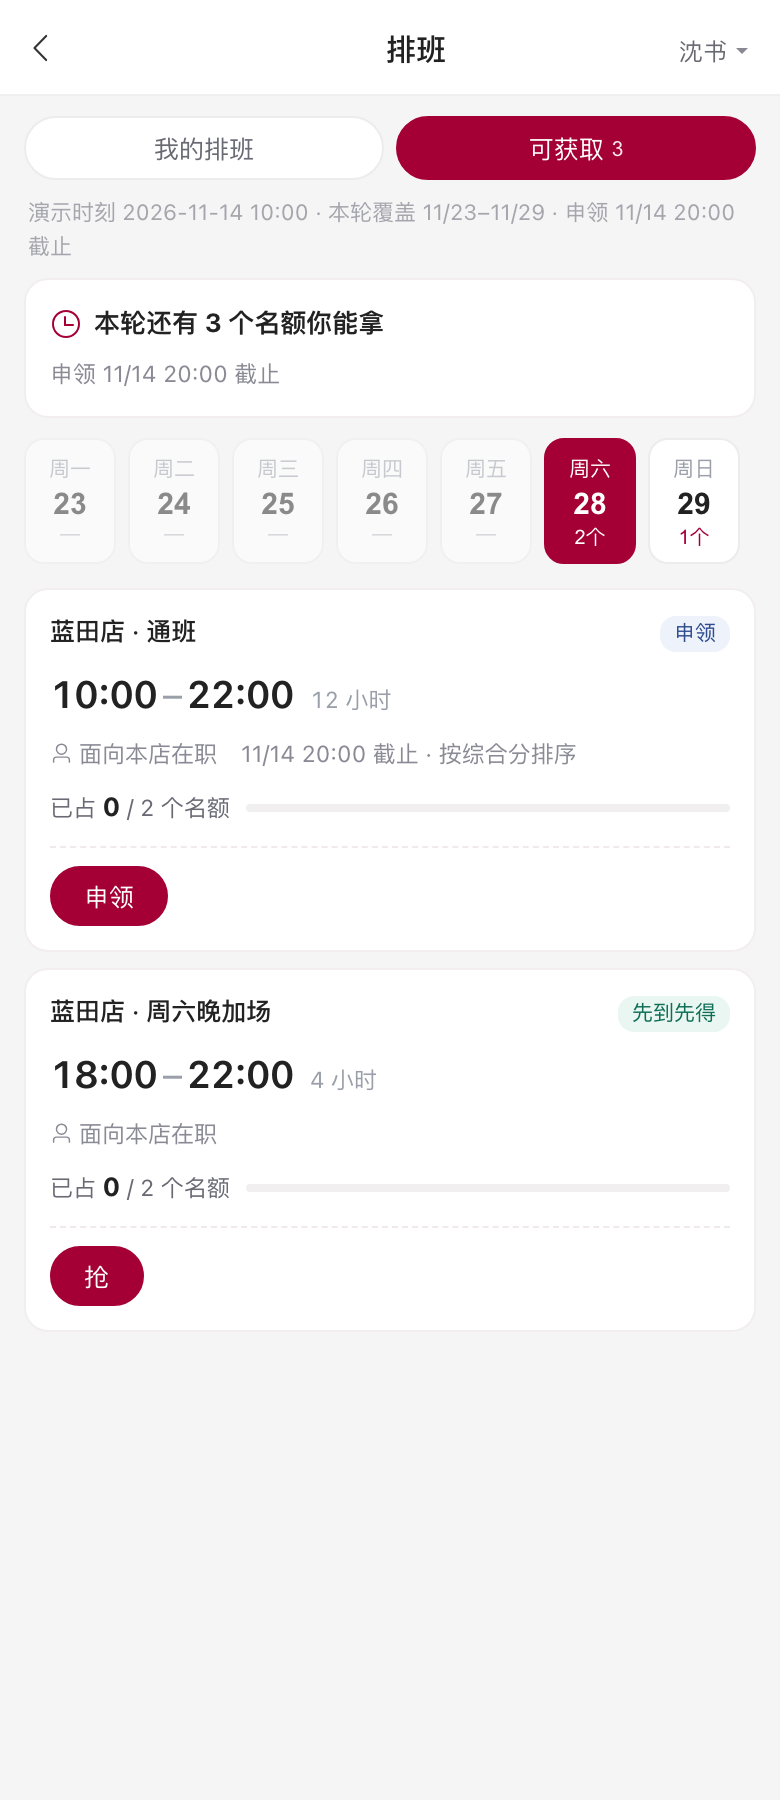 排班
沈书
我的排班
可获取 3
演示时刻 2026-11-14 10:00 · 本轮覆盖 11/23–11/29 · 申领 11/14 20:00
截止
本轮还有 3 个名额你能拿
申领 11/14 20:00 截止
周一 周二 周三 周四 周五 周六 周日
23 24 25 26 27 28 29
— — — — — 2个 1个
蓝田店 · 通班
申领
10:00–22:00 12 小时
面向本店在职 11/14 20:00 截止 · 按综合分排序
已占 0 / 2 个名额
申领
蓝田店 · 周六晚加场
先到先得
18:00–22:00 4 小时
面向本店在职
已占 0 / 2 个名额
抢